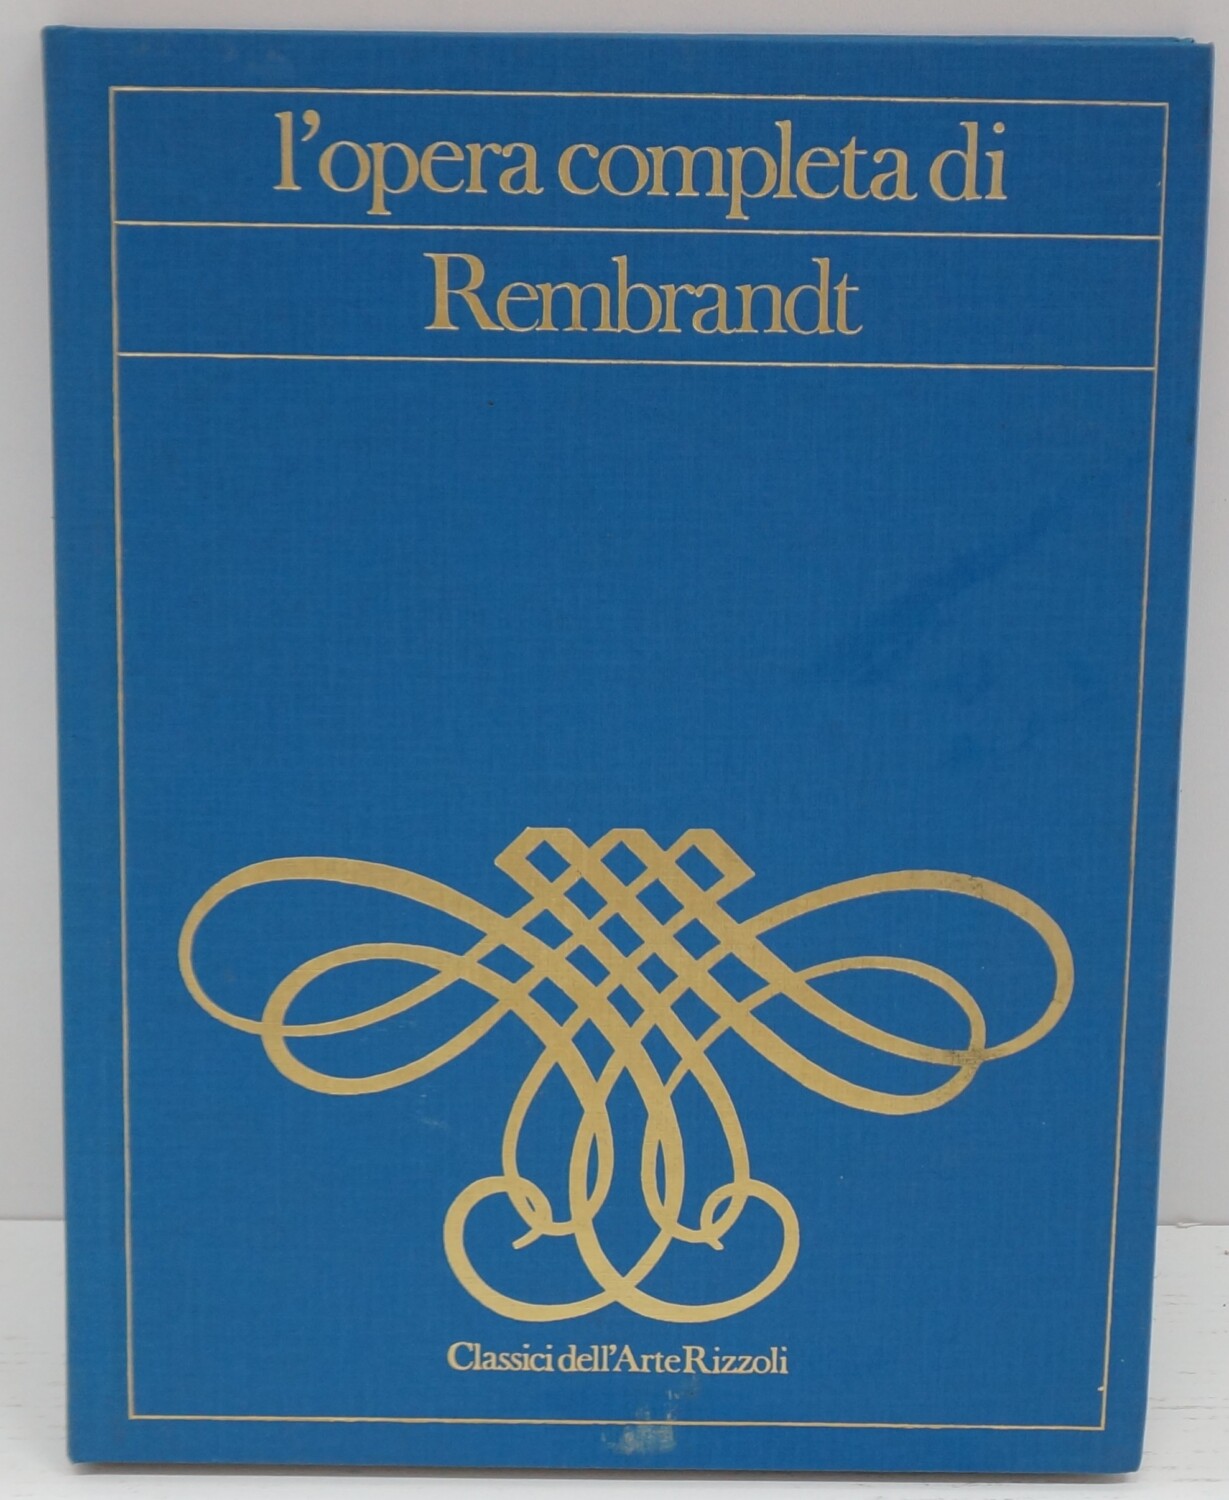 l'opera completa di
Rembrandt
Classici dell'Arte Rizzoli